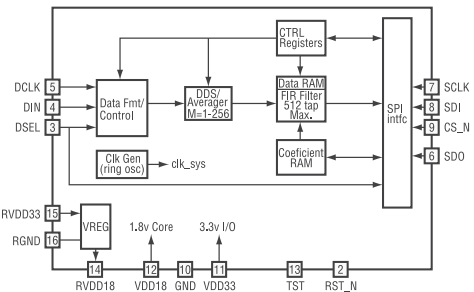 CTRL
Registers
DCLK
5
DIN
4
DSEL
3
Data Fmt/
Control
DDS/
Averager
M=1-256
Data RAM
FIR Filter
512 tap
Max.
SPI
intfc
7
SCLK
8
SDI
9
CS_N
6
SDO
Clk Gen
(ring osc)
clk_sys
Coeficient
RAM
RVDD33
15
RGND
16
VREG
1.8v Core
3.3v I/O
14
12
10
11
13
2
RVDD18
VDD18
GND
VDD33
TST
RST_N